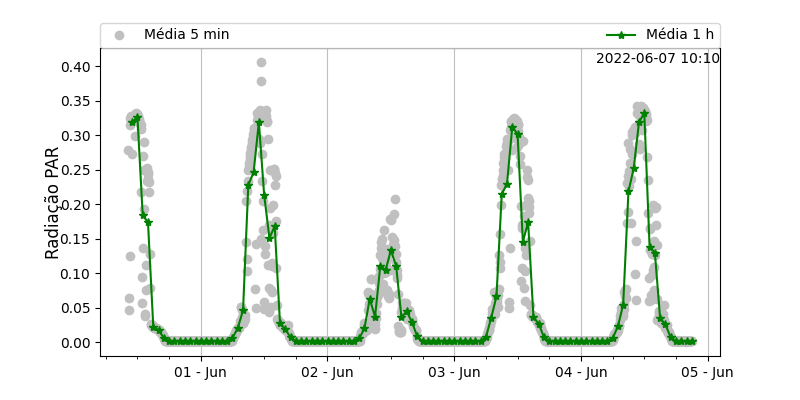 Média 5 min
Média 1 h
2022-06-07 10:10
Radiação PAR
0.40
0.35
0.30
0.25
0.20
0.15
0.10
0.05
0.00
01 - Jun
02 - Jun
03 - Jun
04 - Jun
05 - Jun